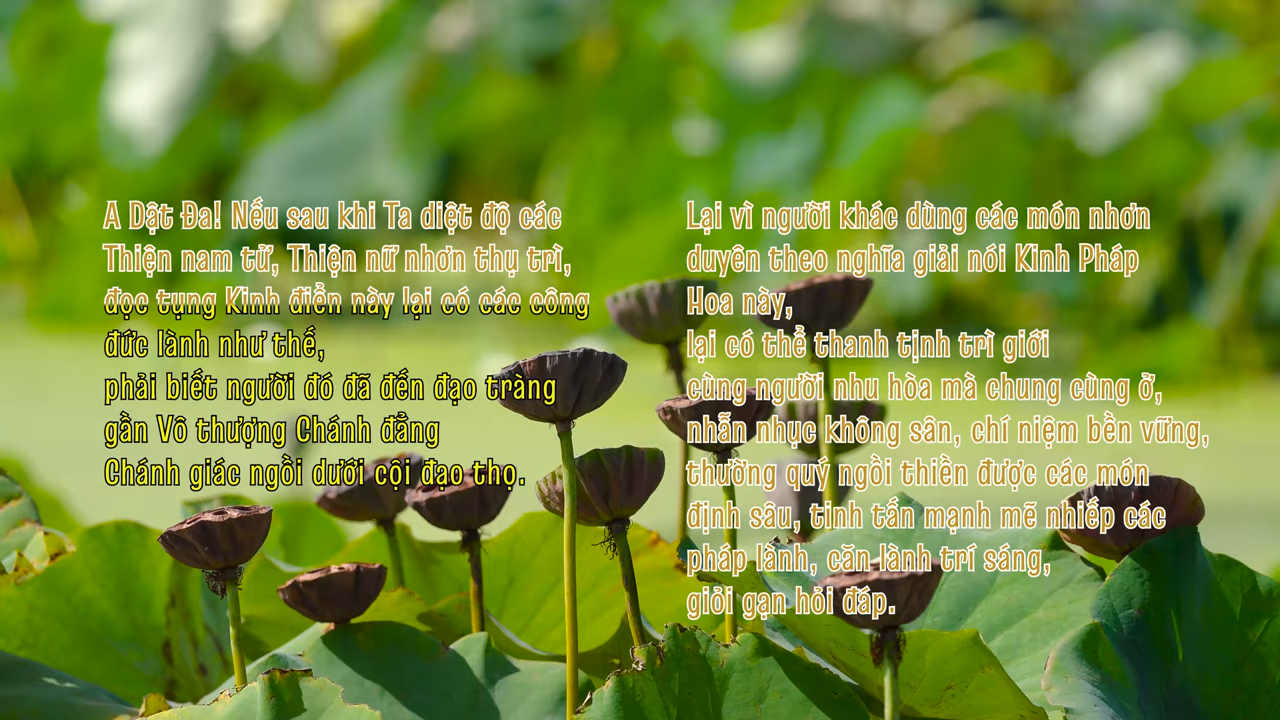 A Dật Đa! Nếu sau khi Ta diệt độ các
Thiện nam tử, Thiện nữ nhơn thụ trì,
đọc tụng Kinh điển này lại có các công
đức lành như thế,
phải biết người đó đã đến đạo tràng
gần Vô thượng Chánh đẳng
Chánh giác ngồi dưới cội đạo thọ.
Lại vì người khác dùng các món nhơn
duyên theo nghĩa giải nói Kinh Pháp
Hoa này,
lại có thể thanh tịnh trì giới
cùng người nhu hòa mà chung cùng ở,
nhẫn nhục không sân, chí niệm bền vững,
thường quý ngồi thiền được các món
định sâu, tinh tấn mạnh mẽ nhiếp các
pháp lành, căn lành trí sáng,
giỏi gạn hỏi đáp.